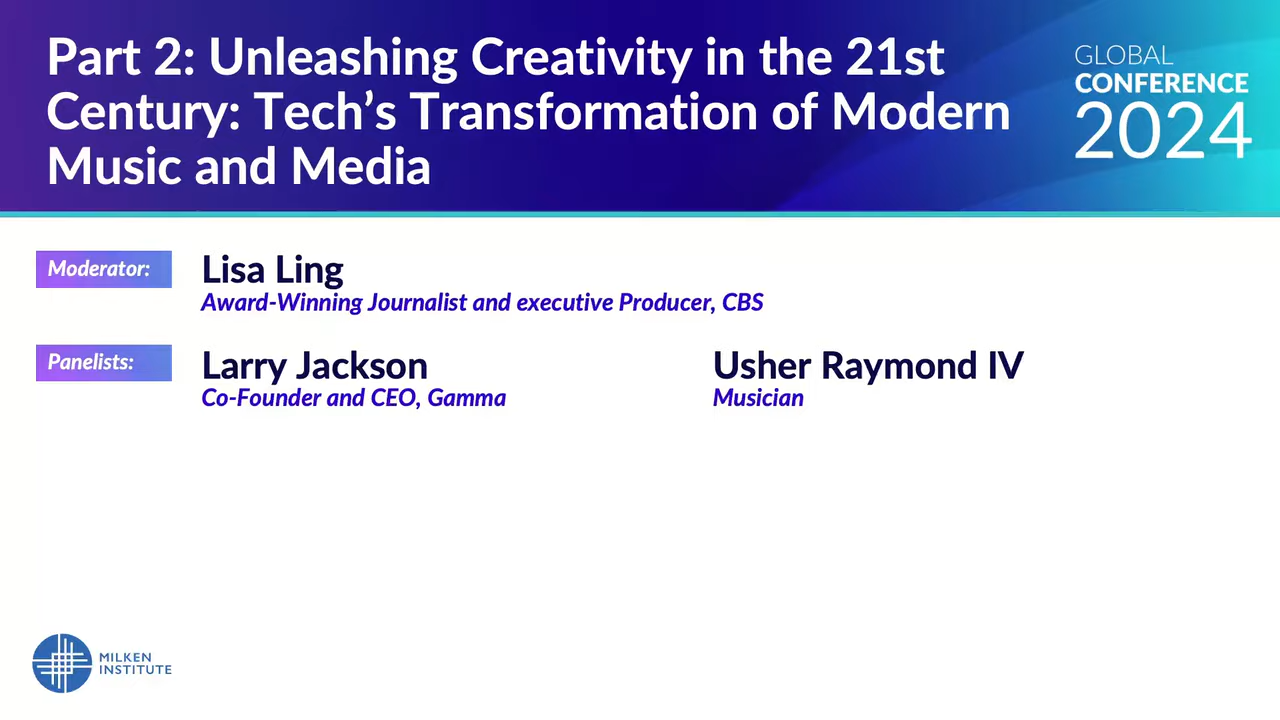 Part 2: Unleashing Creativity in the 21st
Century: Tech’s Transformation of Modern
Music and Media
GLOBAL
CONFERENCE
2024
Moderator:
Lisa Ling
Award-Winning Journalist and executive Producer, CBS
Panelists:
Larry Jackson
Co-Founder and CEO, Gamma
Usher Raymond IV
Musician
MILKEN
INSTITUTE